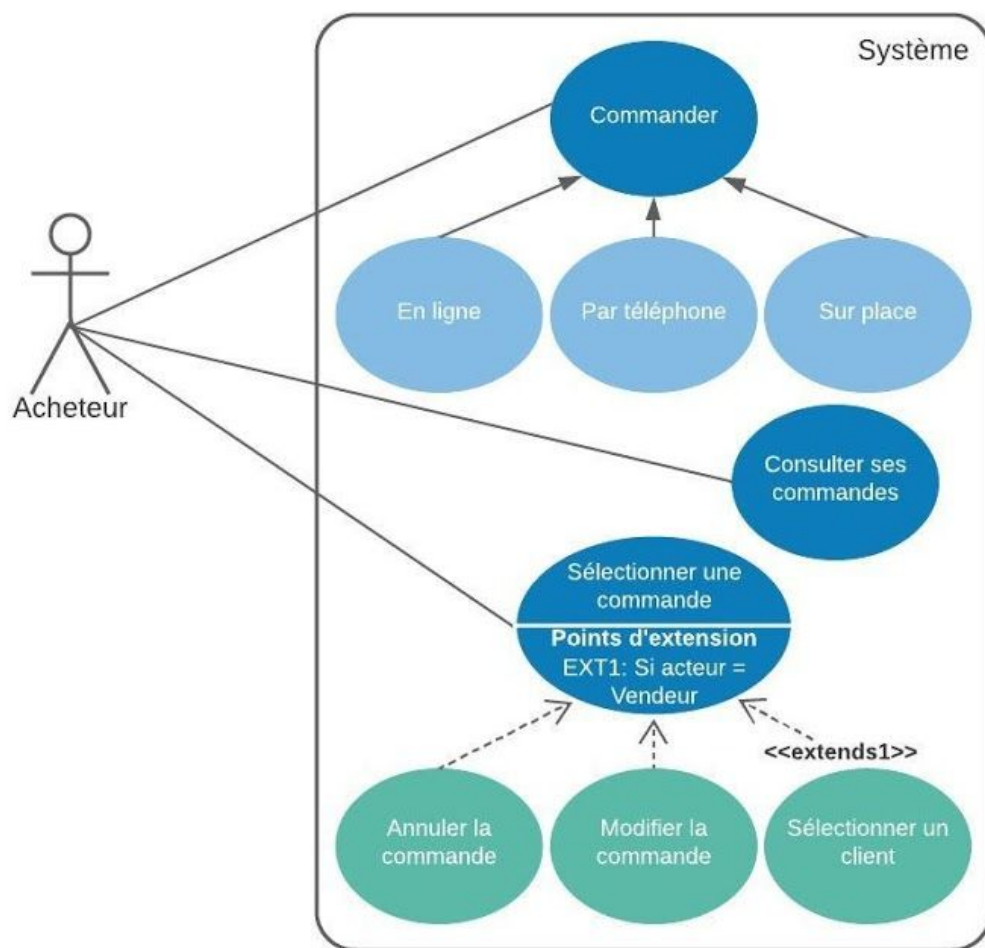 Système
Commander
En ligne
Par téléphone
Sur place
Acheteur
Consulter ses
commandes
Sélectionner une
commande
Points d'extension
EXT1: Si acteur =
Vendeur
<<extends1>>
Annuler la
commande
Modifier la
commande
Sélectionner un
client